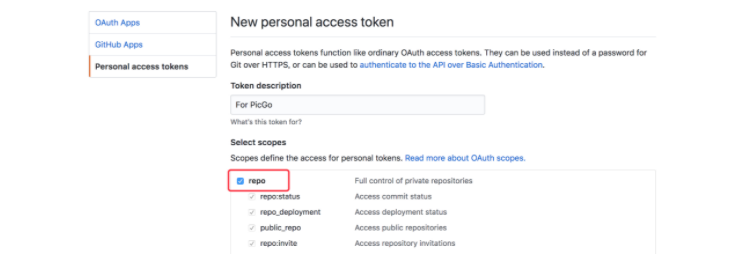 OAuth Apps
GitHub Apps
Personal access tokens
New personal access token
Personal access tokens function like ordinary OAuth access tokens. They can be used instead of a password for
Git over HTTPS, or can be used to authenticate to the API over Basic Authentication.
Token description
For PicGo
What's this token for?
Select scopes
Scopes define the access for personal tokens. Read more about OAuth scopes.
repo Full control of private repositories
repo:status Access commit status
repo_deployment Access deployment status
public_repo Access public repositories
repo:invite Access repository invitations